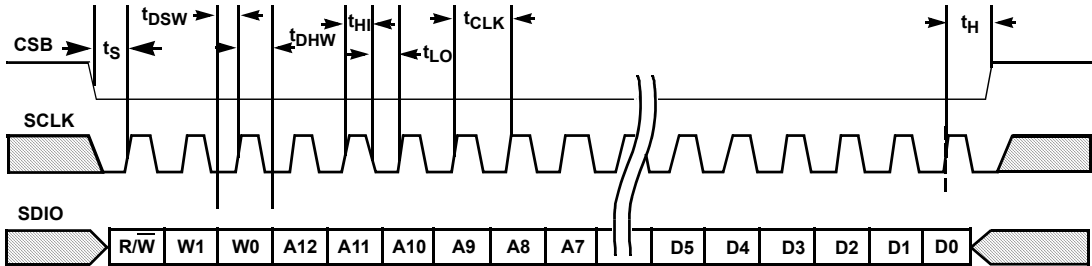 tDSW tHI tCLK tH
CSB tS tDHW tLO
SCLK
SDIO
R/W̅ W1 W0 A12 A11 A10 A9 A8 A7 D5 D4 D3 D2 D1 D0